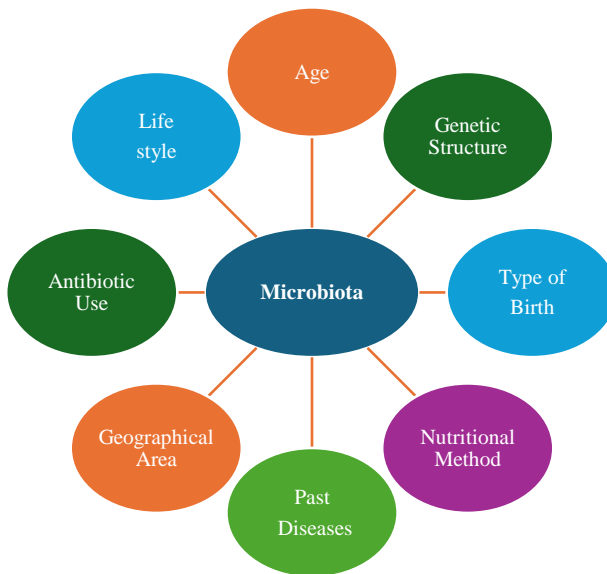 Age
Life
style
Genetic
Structure
Antibiotic
Use
Microbiota
Type of
Birth
Geographical
Area
Nutritional
Method
Past
Diseases